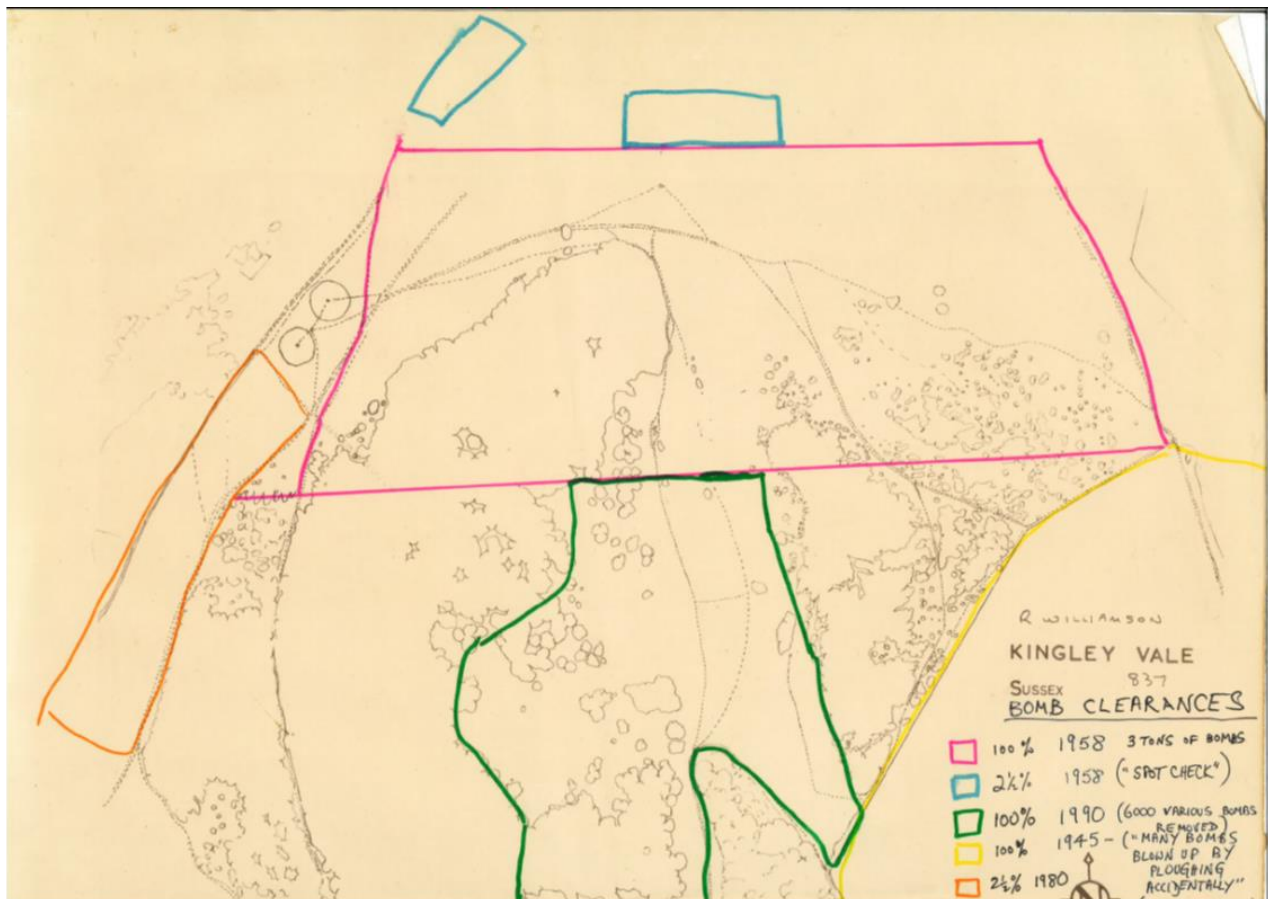 R WILLIAMSON
KINGLEY VALE
837
SUSSEX
BOMB CLEARANCES
100% 1958 3 TONS OF BOMBS
2½% 1958 ("SPOT CHECK")
100% 1990 (6000 VARIOUS BOMBS
REMOVED)
100% 1945- ("MANY BOMBS
BLOWN UP BY
PLOUGHING
ACCIDENTALLY"
2½% 1980
N